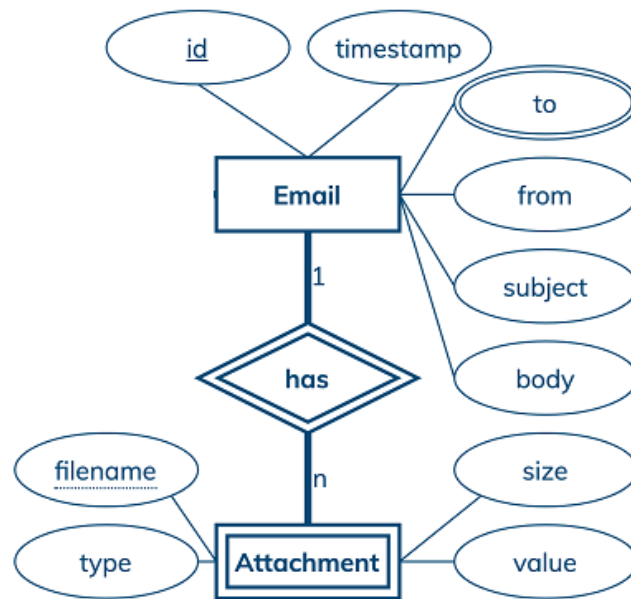 id
timestamp
to
Email
from
1
subject
has
body
filename
n
size
type
Attachment
value